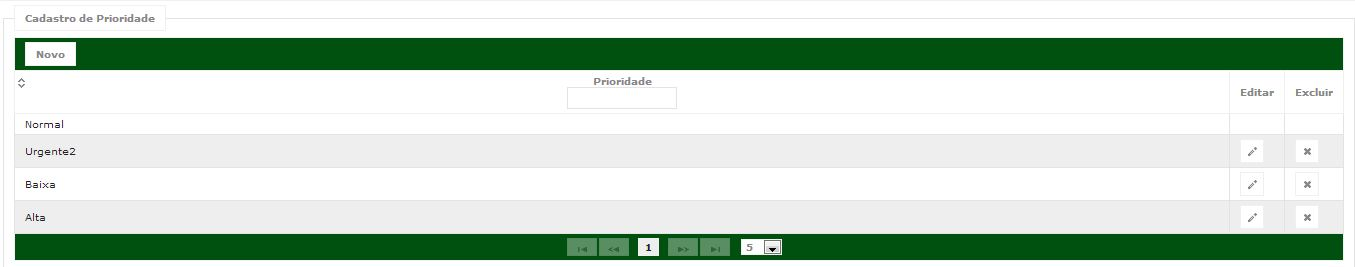 Cadastro de Prioridade
Novo
Prioridade Editar Excluir
Normal
Urgente2
Baixa
Alta
1 5